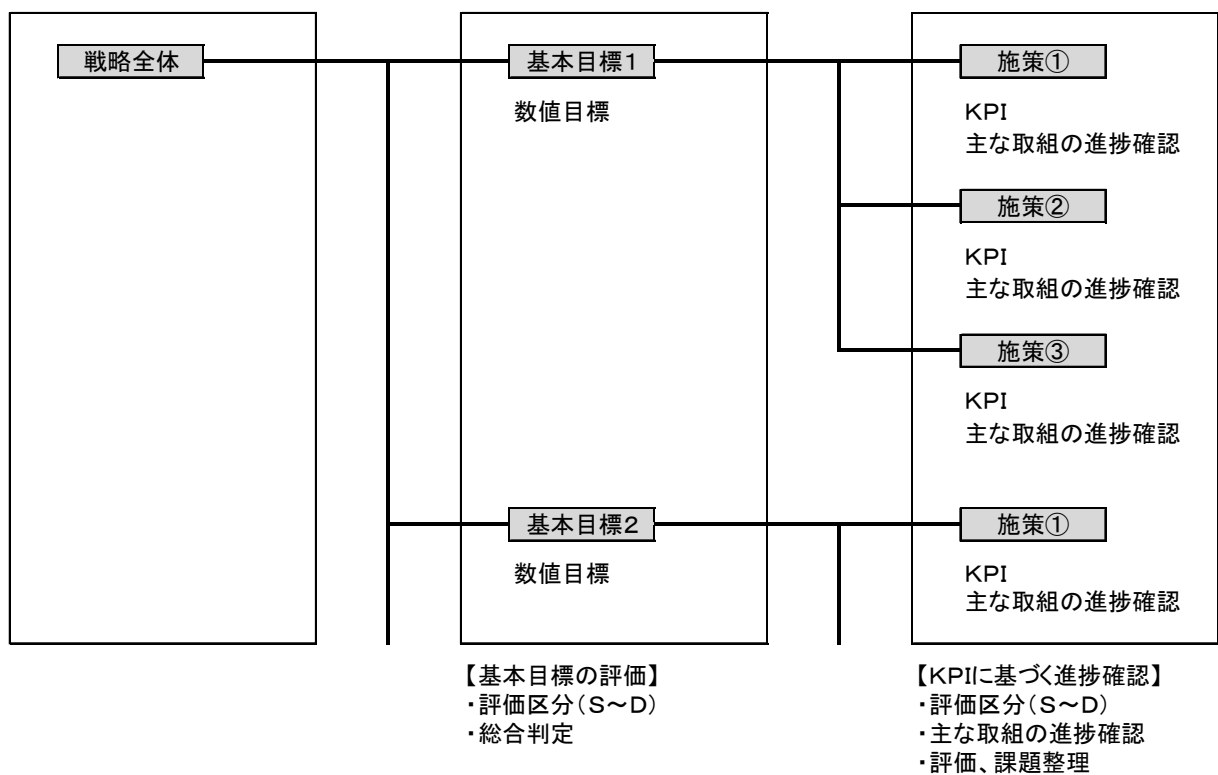 戦略全体
基本目標1
数値目標
施策①
KPI
主な取組の進捗確認
施策②
KPI
主な取組の進捗確認
施策③
KPI
主な取組の進捗確認
基本目標2
数値目標
施策①
KPI
主な取組の進捗確認
【基本目標の評価】
・評価区分(S～D)
・総合判定
【KPIに基づく進捗確認】
・評価区分(S～D)
・主な取組の進捗確認
・評価、課題整理